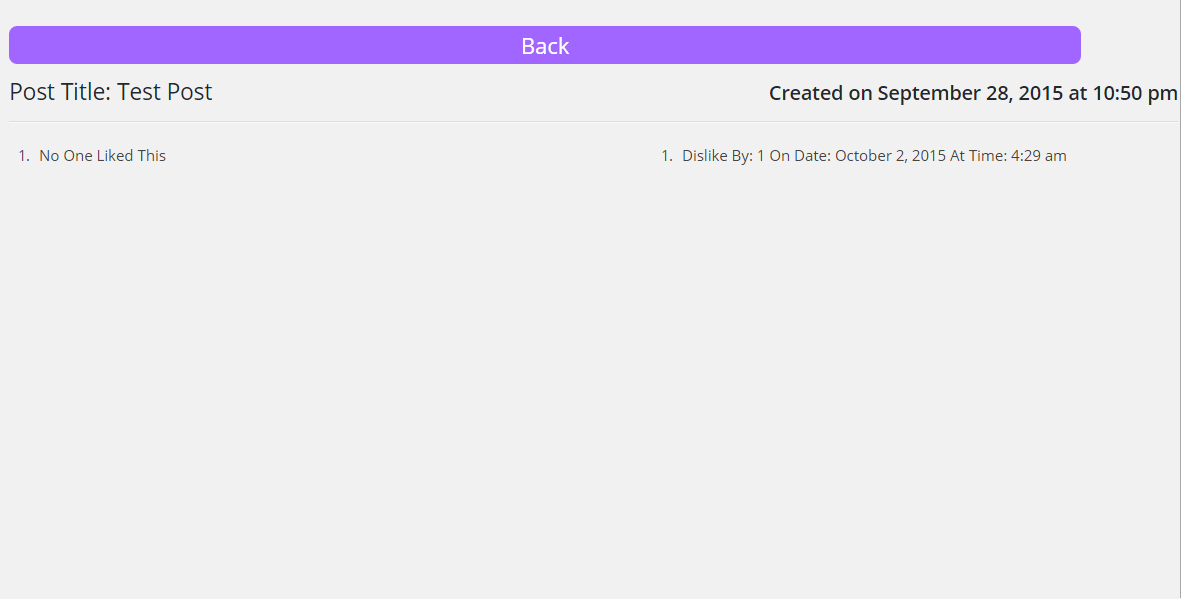 Back
Post Title: Test Post
Created on September 28, 2015 at 10:50 pm
1. No One Liked This
1. Dislike By: 1 On Date: October 2, 2015 At Time: 4:29 am